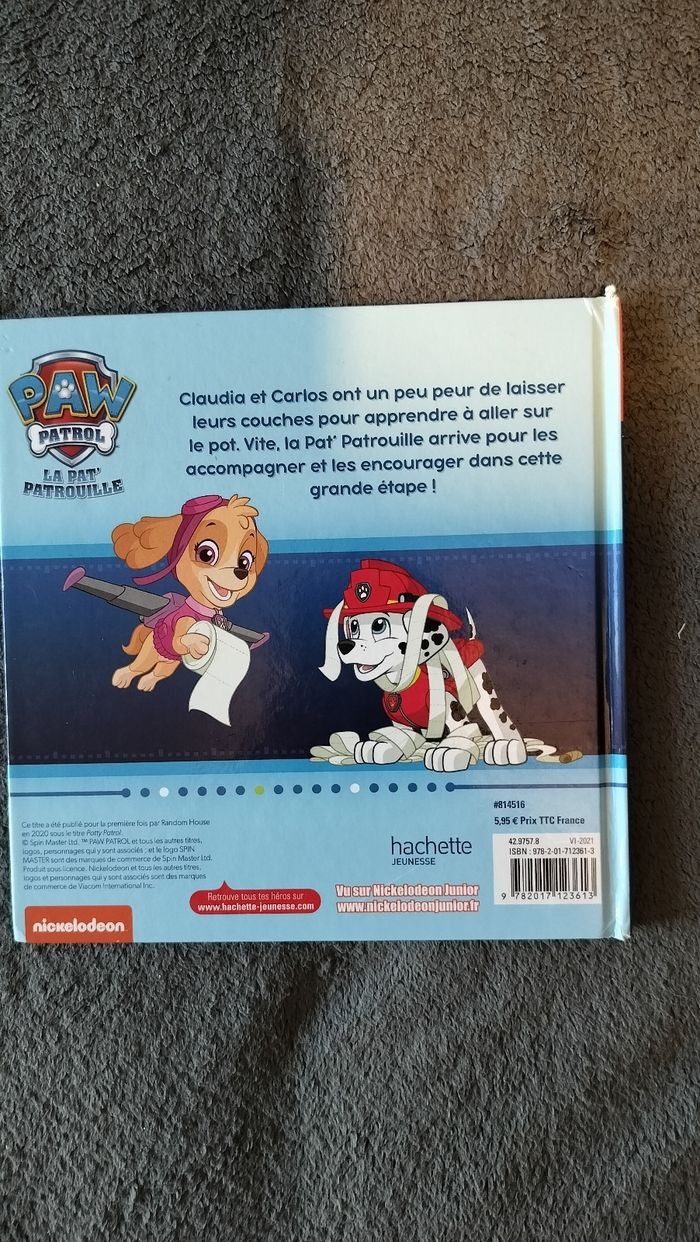 PAW
PATROL
LA PAT'
PATROUILLE
Claudia et Carlos ont un peu peur de laisser
leurs couches pour apprendre à aller sur
le pot. Vite, la Pat' Patrouille arrive pour les
accompagner et les encourager dans cette
grande étape !
Ce titre a été publié pour la première fois par Random House
en 2020 sous le titre Potty Patrol.
© Spin Master Ltd. ™ PAW PATROL et tous les autres titres,
logos, personnages qui y sont associés ; et le logo SPIN
MASTER sont des marques de commerce de Spin Master Ltd.
Produit sous licence. Nickelodeon et tous les autres titres,
logos et personnages qui y sont associés sont des marques
de commerce de Viacom International Inc.
nickelodeon
Retrouve tous tes héros sur
www.hachette-jeunesse.com
hachette
JEUNESSE
Vu sur Nickelodeon Junior
www.nickelodeonjunior.fr
#814516
5,95 € Prix TTC France
42.9757.8 VI-2021
ISBN : 978-2-01-712361-3
9 782017 123613